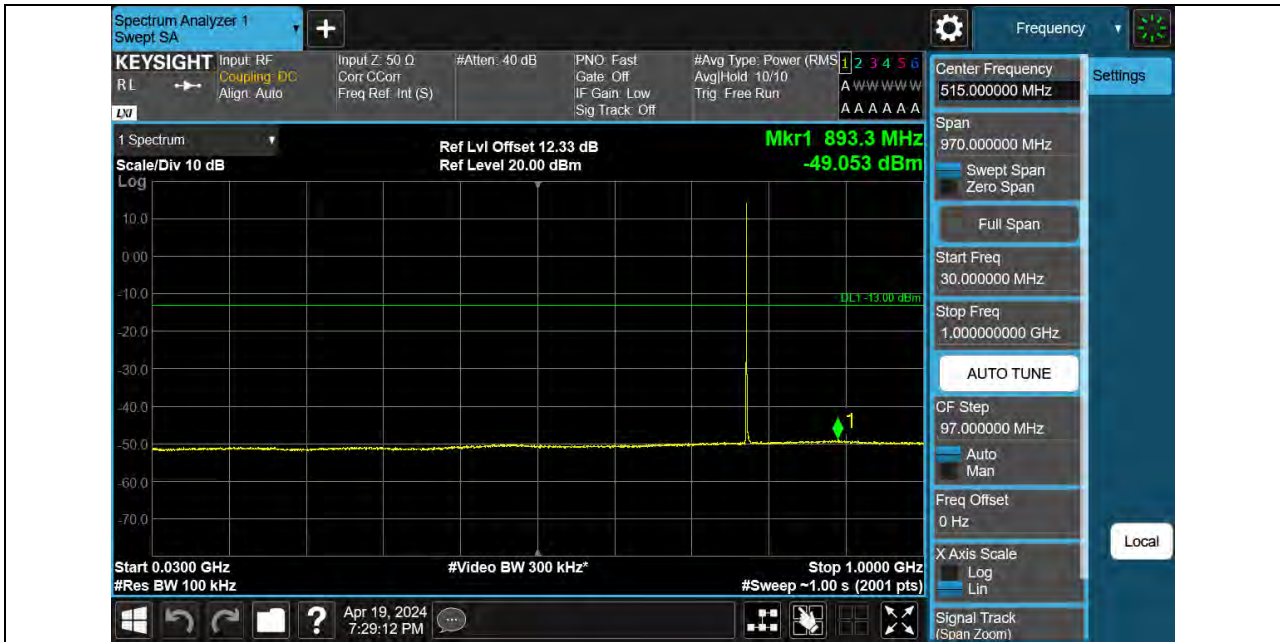 Spectrum Analyzer 1
Swept SA
+
Frequency
KEYSIGHT
RL
LXI
Input: RF
Coupling: DC
Align: Auto
Input Z: 50 Ω
Corr CCorr
Freq Ref: Int (S)
#Atten: 40 dB
PNO: Fast
Gate: Off
IF Gain: Low
Sig Track: Off
#Avg Type: Power (RMS
Avg|Hold: 10/10
Trig: Free Run
1 2 3 4 5 6
A W W W W W
A A A A A A
Center Frequency
515.000000 MHz
Settings
Span
970.000000 MHz
Swept Span
Zero Span
Full Span
Start Freq
30.000000 MHz
Stop Freq
1.000000000 GHz
AUTO TUNE
CF Step
97.000000 MHz
Auto
Man
Freq Offset
0 Hz
X Axis Scale
Log
Lin
Signal Track
(Span Zoom)
Local
1 Spectrum
Scale/Div 10 dB
Ref Lvl Offset 12.33 dB
Ref Level 20.00 dBm
Mkr1 893.3 MHz
-49.053 dBm
Log
10.0
0.00
-10.0
DL1 -13.00 dBm
-20.0
-30.0
-40.0
1
-50.0
-60.0
-70.0
Start 0.0300 GHz
#Video BW 300 kHz*
Stop 1.0000 GHz
#Res BW 100 kHz
#Sweep ~1.00 s (2001 pts)
?
Apr 19, 2024
7:29:12 PM